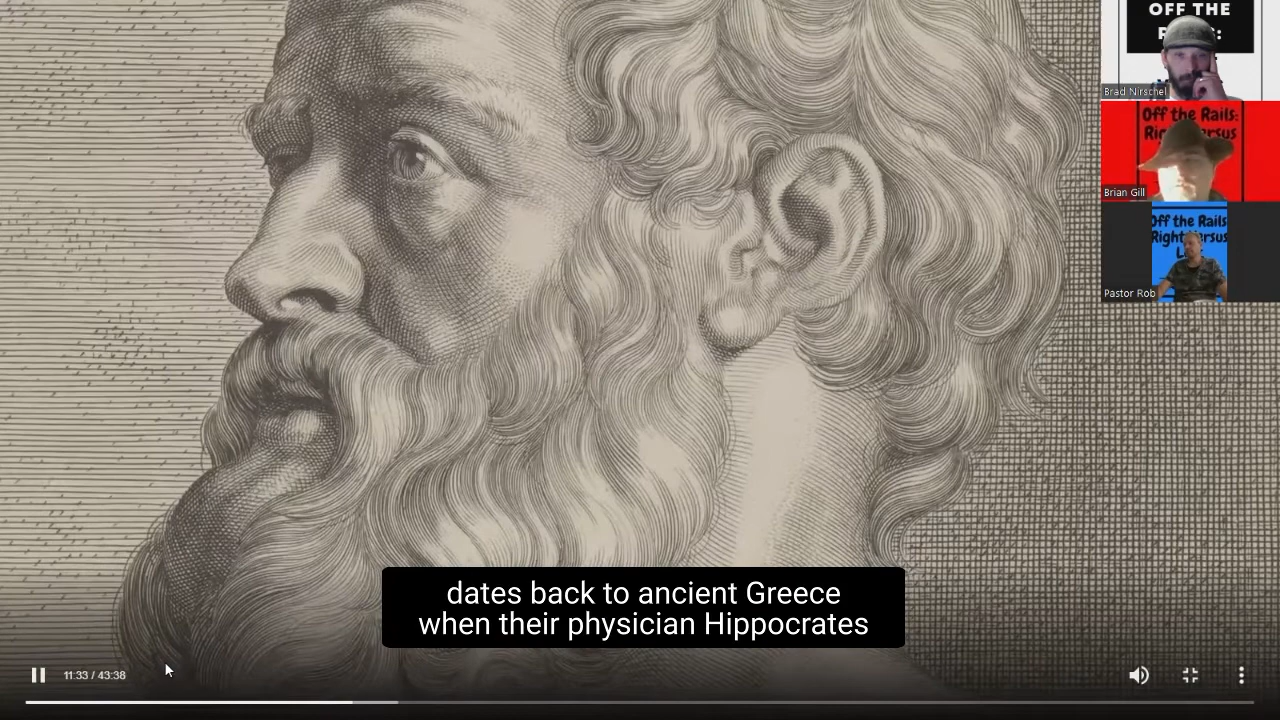 OFF THE
Brad Nirschel
Off the Rails:
Brian Gill
Off the Rails
Pastor Rob
dates back to ancient Greece
when their physician Hippocrates
11:33 / 43:38